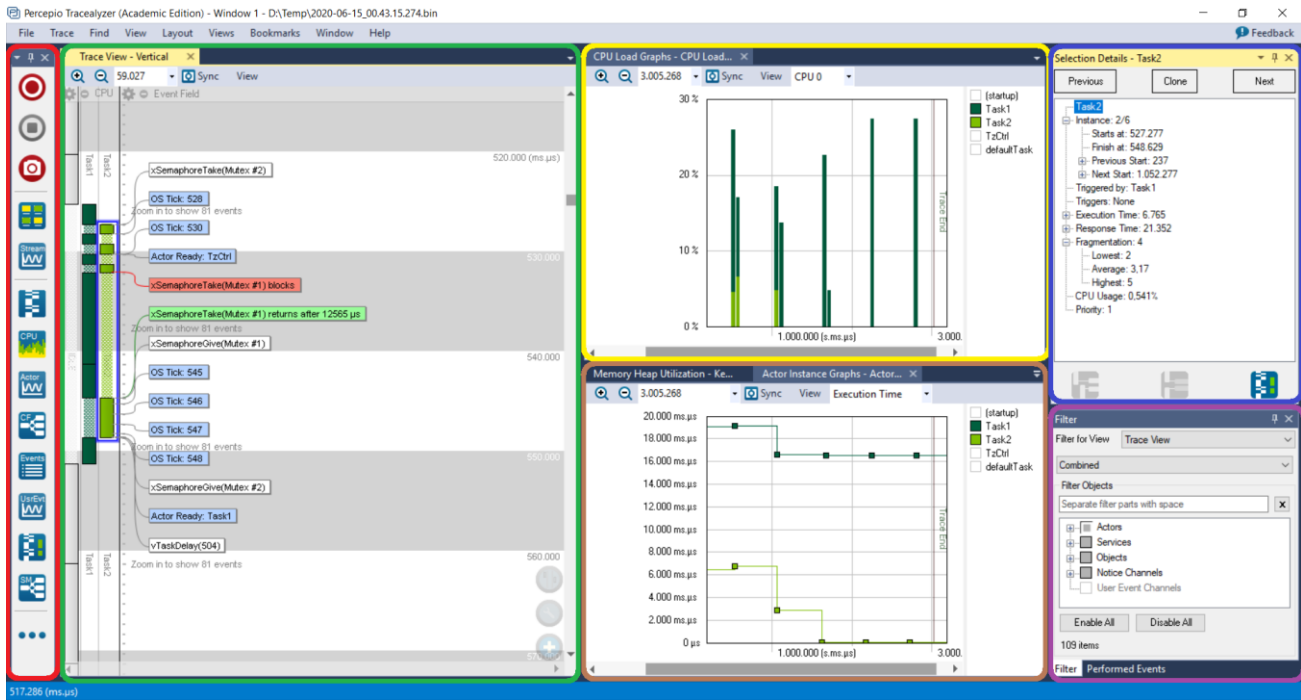 Percepio Tracealyzer (Academic Edition) - Window 1 - D:\Temp\2020-06-15_00.43.15.274.bin
File Trace Find View Layout Views Bookmarks Window Help
Feedback
Stream
CPU
Actor
CF
Events
UsrEvt
SM
Trace View - Vertical
59.027 Sync View
CPU Event Field
Task1 Task2
520.000 (ms.µs)
xSemaphoreTake(Mutex #2)
OS Tick: 528
Zoom in to show 81 events
OS Tick: 530
Actor Ready: TzCtrl
530.000
xSemaphoreTake(Mutex #1) blocks
xSemaphoreTake(Mutex #1) returns after 12565 µs
Zoom in to show 81 events
xSemaphoreGive(Mutex #1)
540.000
OS Tick: 545
OS Tick: 546
OS Tick: 547
Zoom in to show 81 events
OS Tick: 548
550.000
xSemaphoreGive(Mutex #2)
Actor Ready: Task1
vTaskDelay(504)
Task1 Task2
560.000
Zoom in to show 81 events
CPU Load Graphs - CPU Load...
3.005.268 Sync View CPU 0
30 %
20 %
10 %
0 %
Trace End
1.000.000 (s.ms.µs) 3.000.
(startup)
Task1
Task2
TzCtrl
defaultTask
Memory Heap Utilization - Ke... Actor Instance Graphs - Actor...
3.005.268 Sync View Execution Time
20.000 ms.µs
18.000 ms.µs
16.000 ms.µs
14.000 ms.µs
12.000 ms.µs
10.000 ms.µs
8.000 ms.µs
6.000 ms.µs
4.000 ms.µs
2.000 ms.µs
0 µs
Trace End
1.000.000 (s.ms.µs) 3.000.
(startup)
Task1
Task2
TzCtrl
defaultTask
Selection Details - Task2
Previous Clone Next
Task2
Instance: 2/6
Starts at: 527.277
Finish at: 548.629
Previous Start: 237
Next Start: 1.052.277
Triggered by: Task1
Triggers: None
Execution Time: 6.765
Response Time: 21.352
Fragmentation: 4
Lowest: 2
Average: 3,17
Highest: 5
CPU Usage: 0,541%
Priority: 1
Filter
Filter for View Trace View
Combined
Filter Objects
Separate filter parts with space x
Actors
Services
Objects
Notice Channels
User Event Channels
Enable All Disable All
109 items
Filter Performed Events
517.286 (ms.µs)